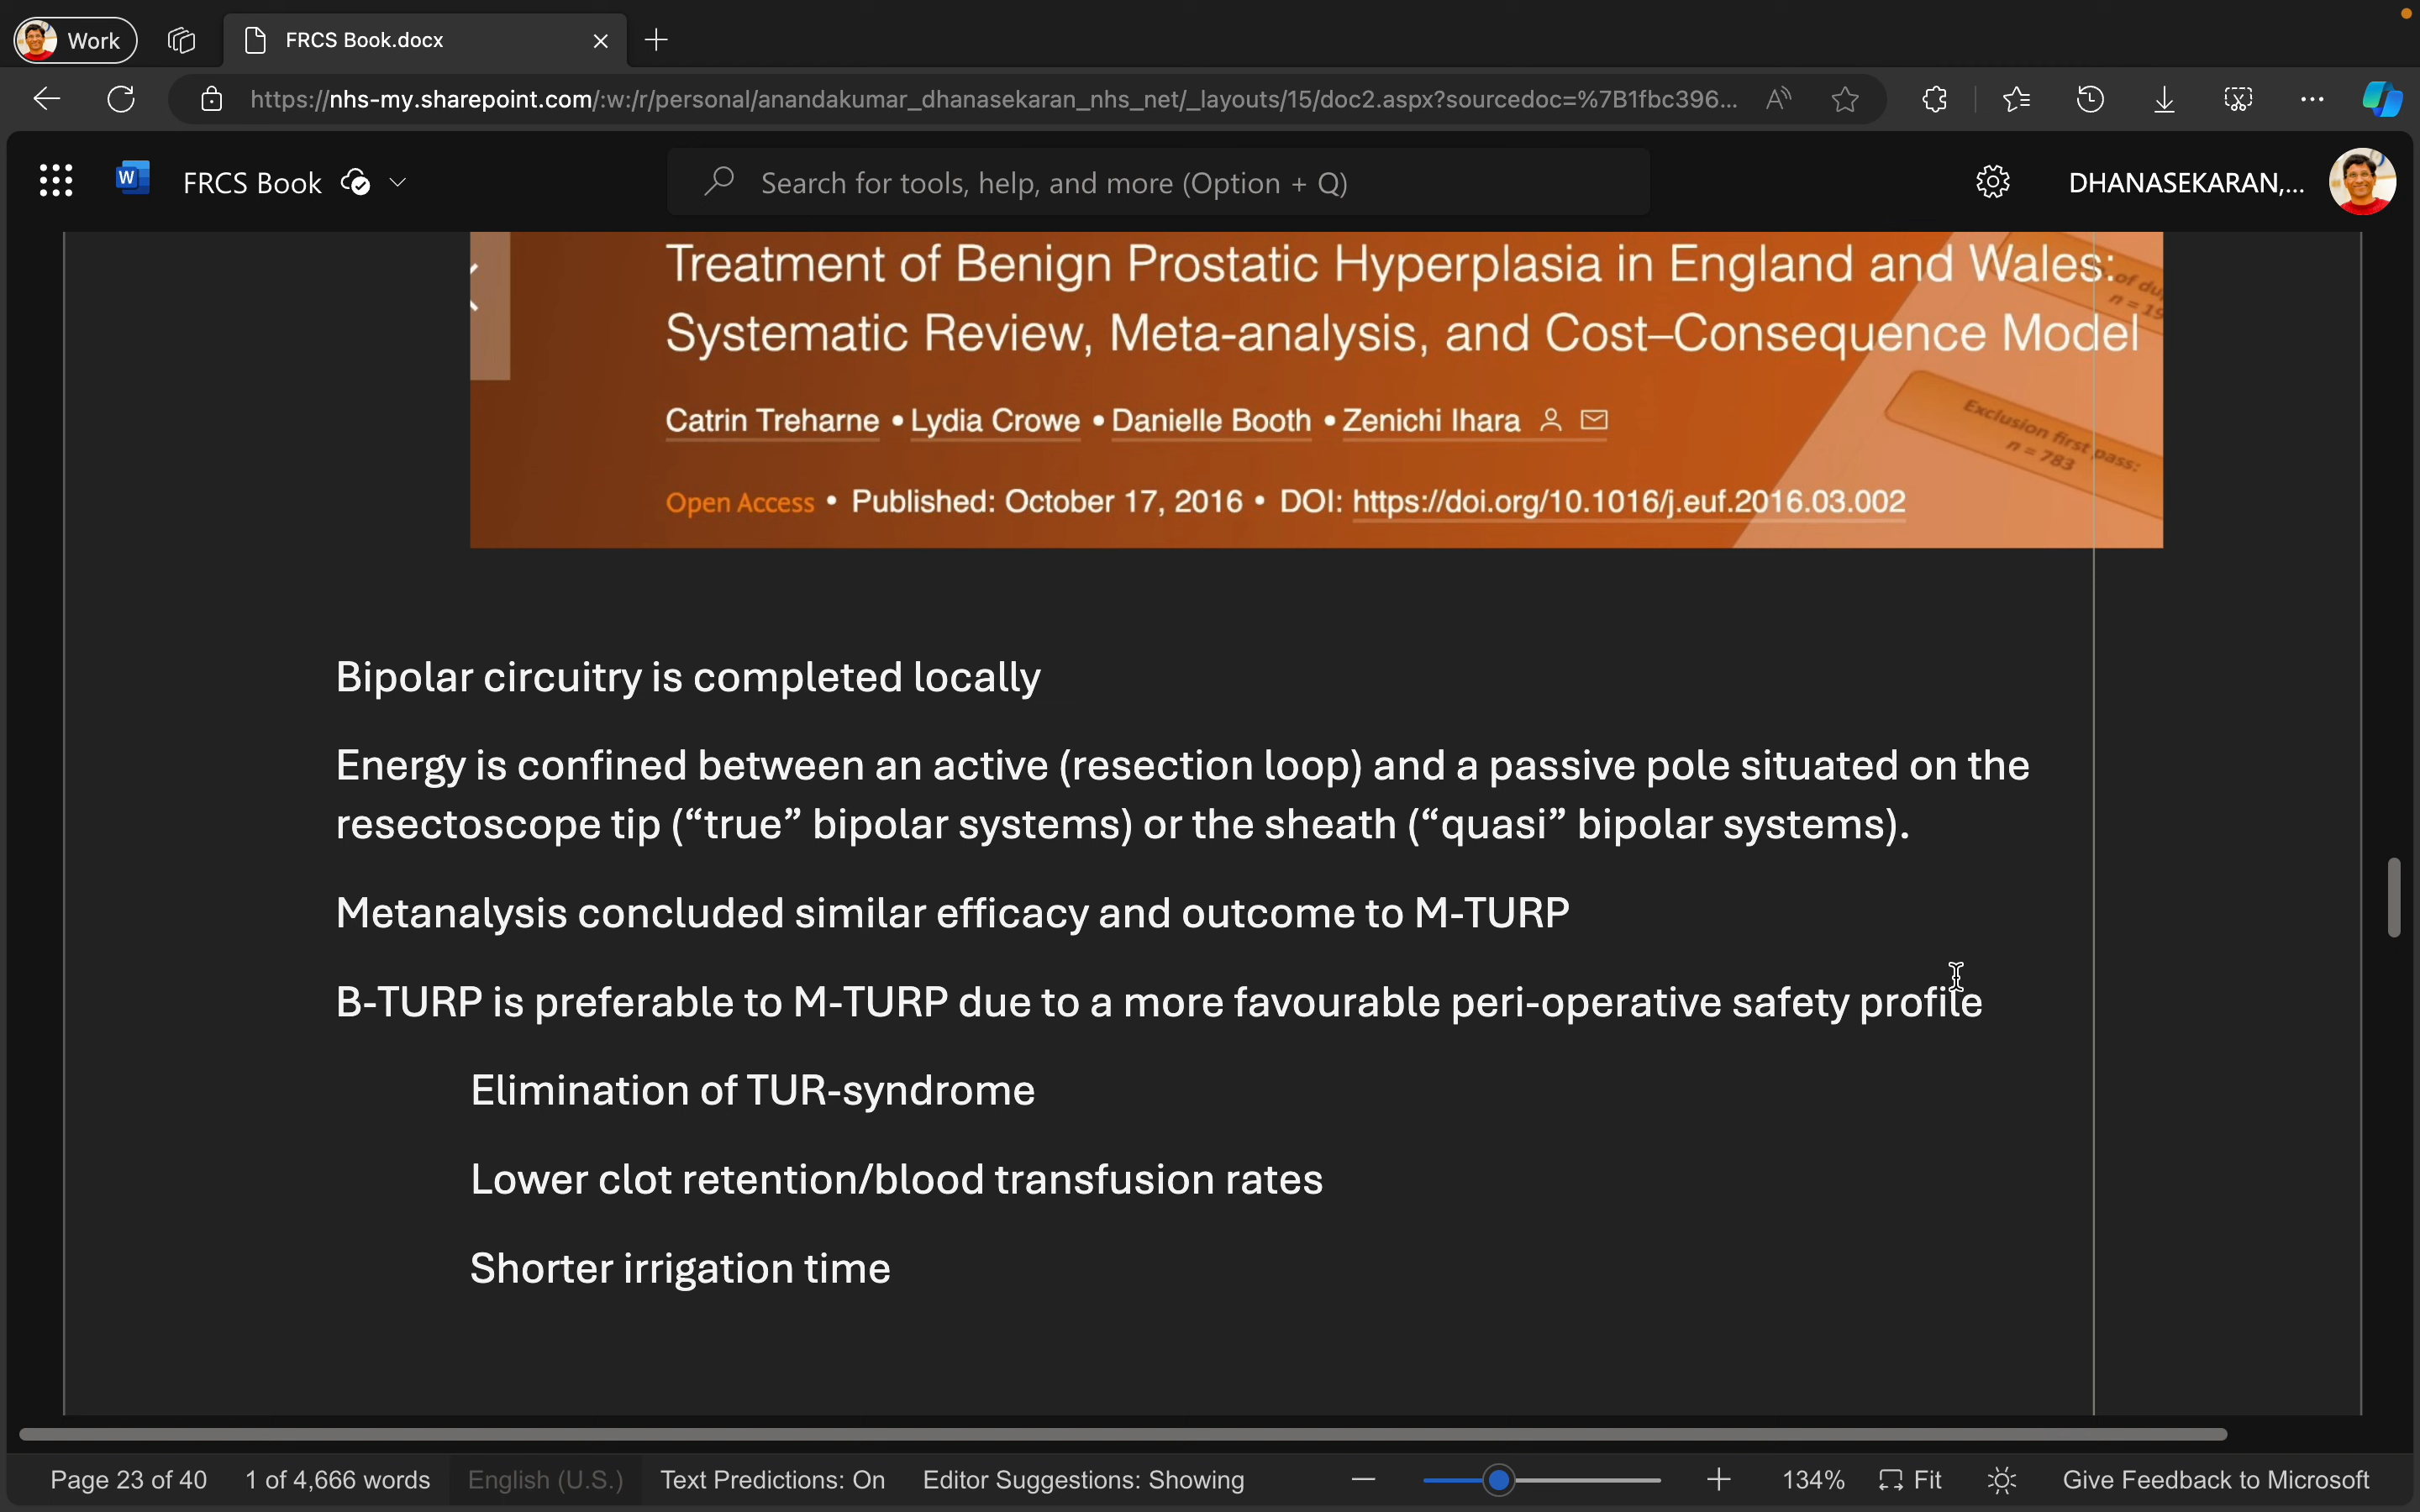 Work
FRCS Book.docx
https://nhs-my.sharepoint.com/:w:/r/personal/anandakumar_dhanasekaran_nhs_net/_layouts/15/doc2.aspx?sourcedoc=%7B1fbc396...
FRCS Book
Search for tools, help, and more (Option + Q)
DHANASEKARAN,...
Treatment of Benign Prostatic Hyperplasia in England and Wales:
Systematic Review, Meta-analysis, and Cost–Consequence Model
Catrin Treharne • Lydia Crowe • Danielle Booth • Zenichi Ihara
Exclusion first pass:
n = 783
Open Access • Published: October 17, 2016 • DOI: https://doi.org/10.1016/j.euf.2016.03.002
Bipolar circuitry is completed locally
Energy is confined between an active (resection loop) and a passive pole situated on the
resectoscope tip (“true” bipolar systems) or the sheath (“quasi” bipolar systems).
Metanalysis concluded similar efficacy and outcome to M-TURP
B-TURP is preferable to M-TURP due to a more favourable peri-operative safety profile
Elimination of TUR-syndrome
Lower clot retention/blood transfusion rates
Shorter irrigation time
Page 23 of 40 1 of 4,666 words English (U.S.) Text Predictions: On Editor Suggestions: Showing 134% Fit Give Feedback to Microsoft